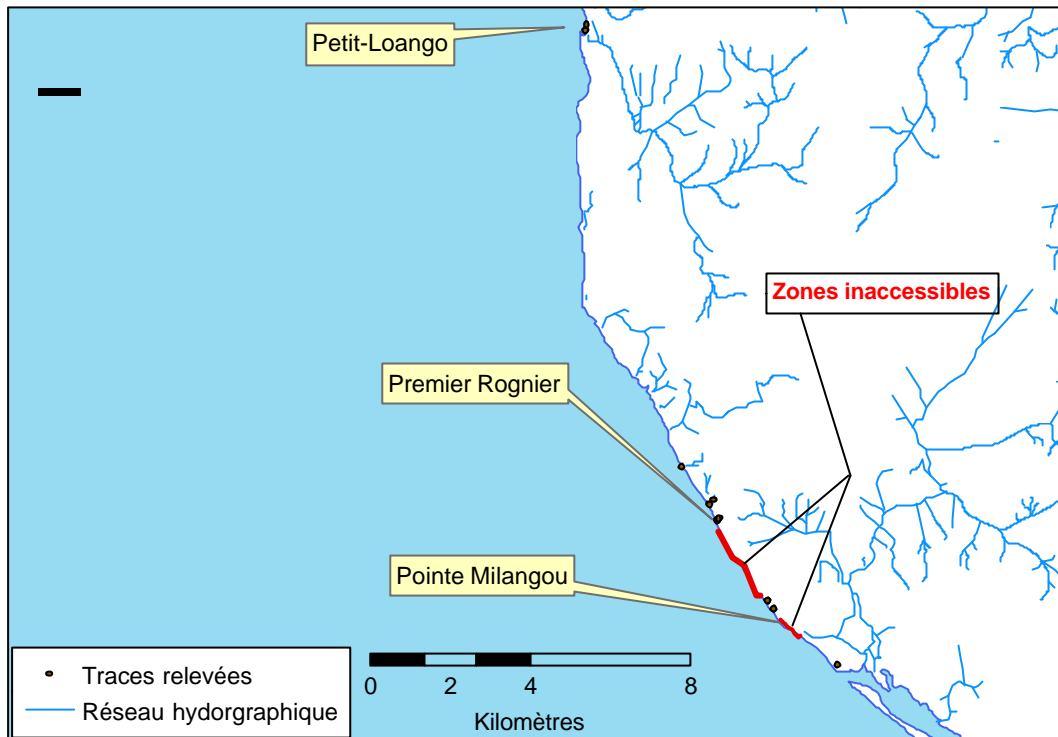 Petit-Loango
Zones inaccessibles
Premier Rognier
Pointe Milangou
Traces relevées
Réseau hydorgraphique
0 2 4 8
Kilomètres